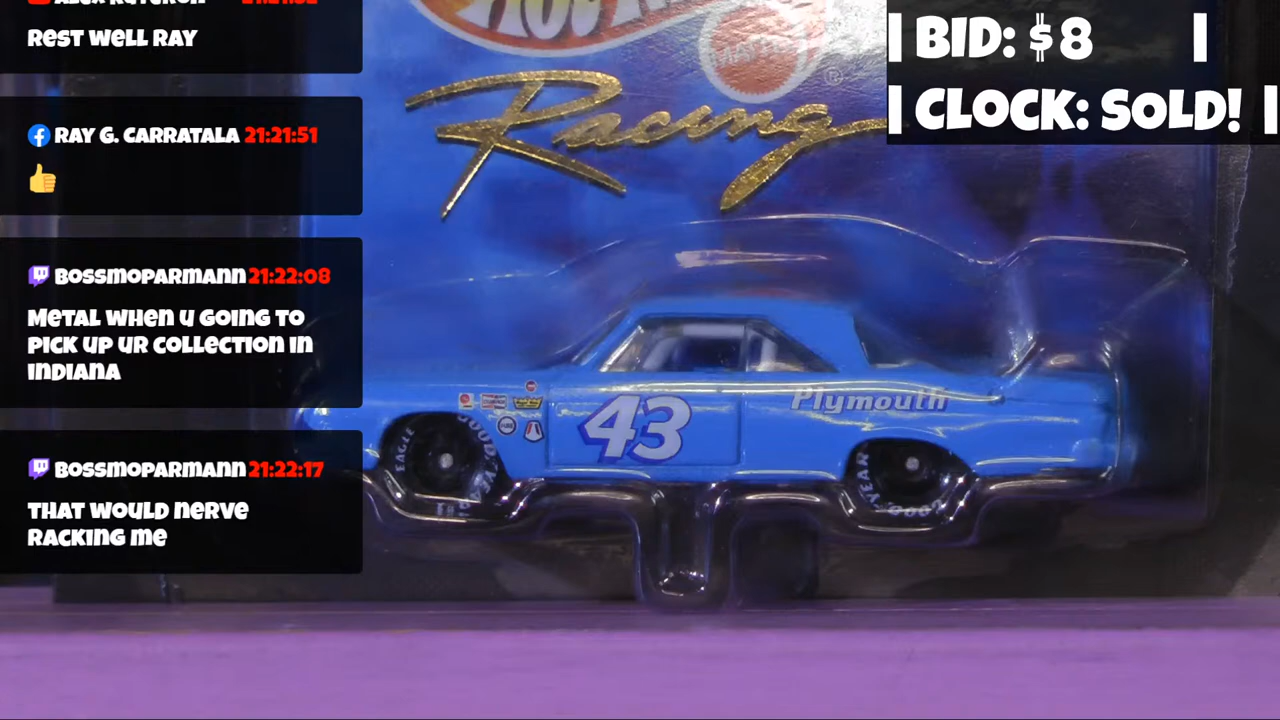 Rest well Ray
Ray G. Carratala 21:21:51
Bossmoparmann 21:22:08
Metal when u going to
pick up ur collection in
Indiana
Bossmoparmann 21:22:17
That would nerve
racking me
| BID: $8 |
| CLOCK: SOLD! |
Racing
43
Plymouth
EAGLE
GOODYEAR